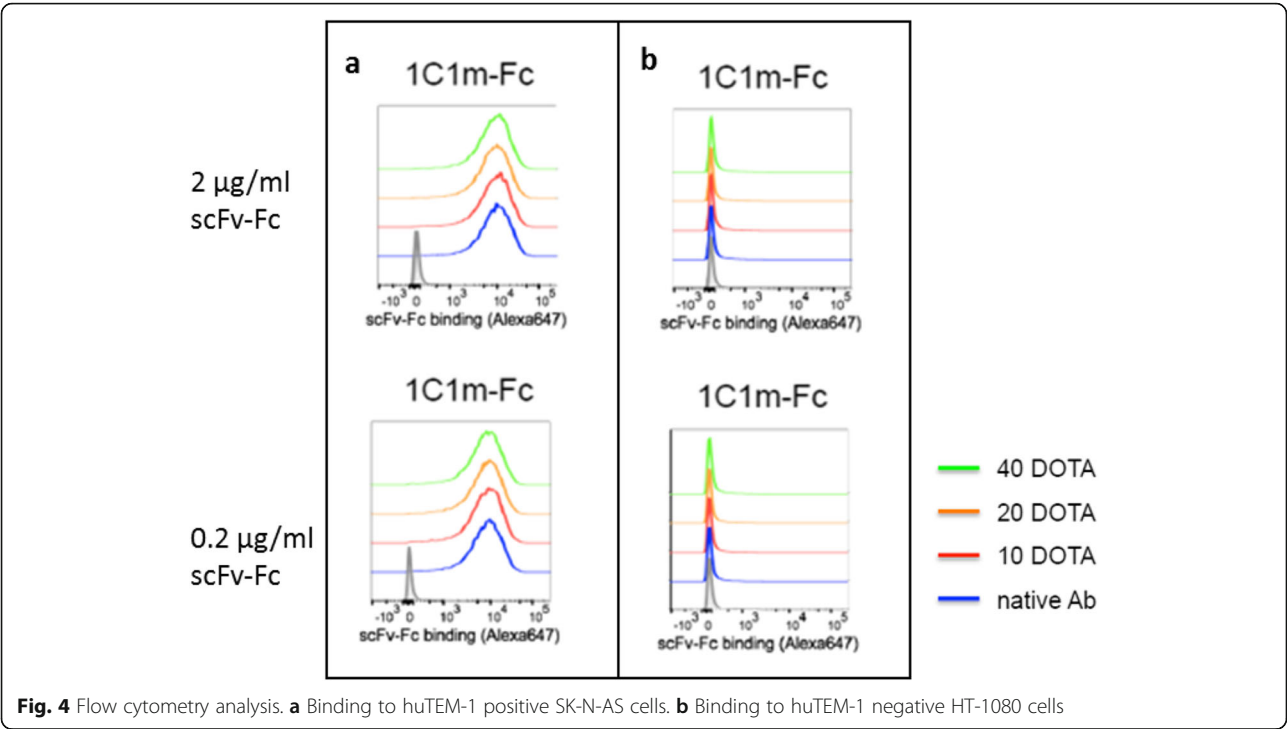 a
1C1m-Fc
b
1C1m-Fc
2 µg/ml
scFv-Fc
-10³ 0 10³ 10⁴ 10⁵
scFv-Fc binding (Alexa647)
-10³ 0 10³ 10⁴ 10⁵
scFv-Fc binding (Alexa647)
1C1m-Fc
1C1m-Fc
0.2 µg/ml
scFv-Fc
-10³ 0 10³ 10⁴ 10⁵
scFv-Fc binding (Alexa647)
-10³ 0 10³ 10⁴ 10⁵
scFv-Fc binding (Alexa647)
40 DOTA
20 DOTA
10 DOTA
native Ab
Fig. 4 Flow cytometry analysis. a Binding to huTEM-1 positive SK-N-AS cells. b Binding to huTEM-1 negative HT-1080 cells